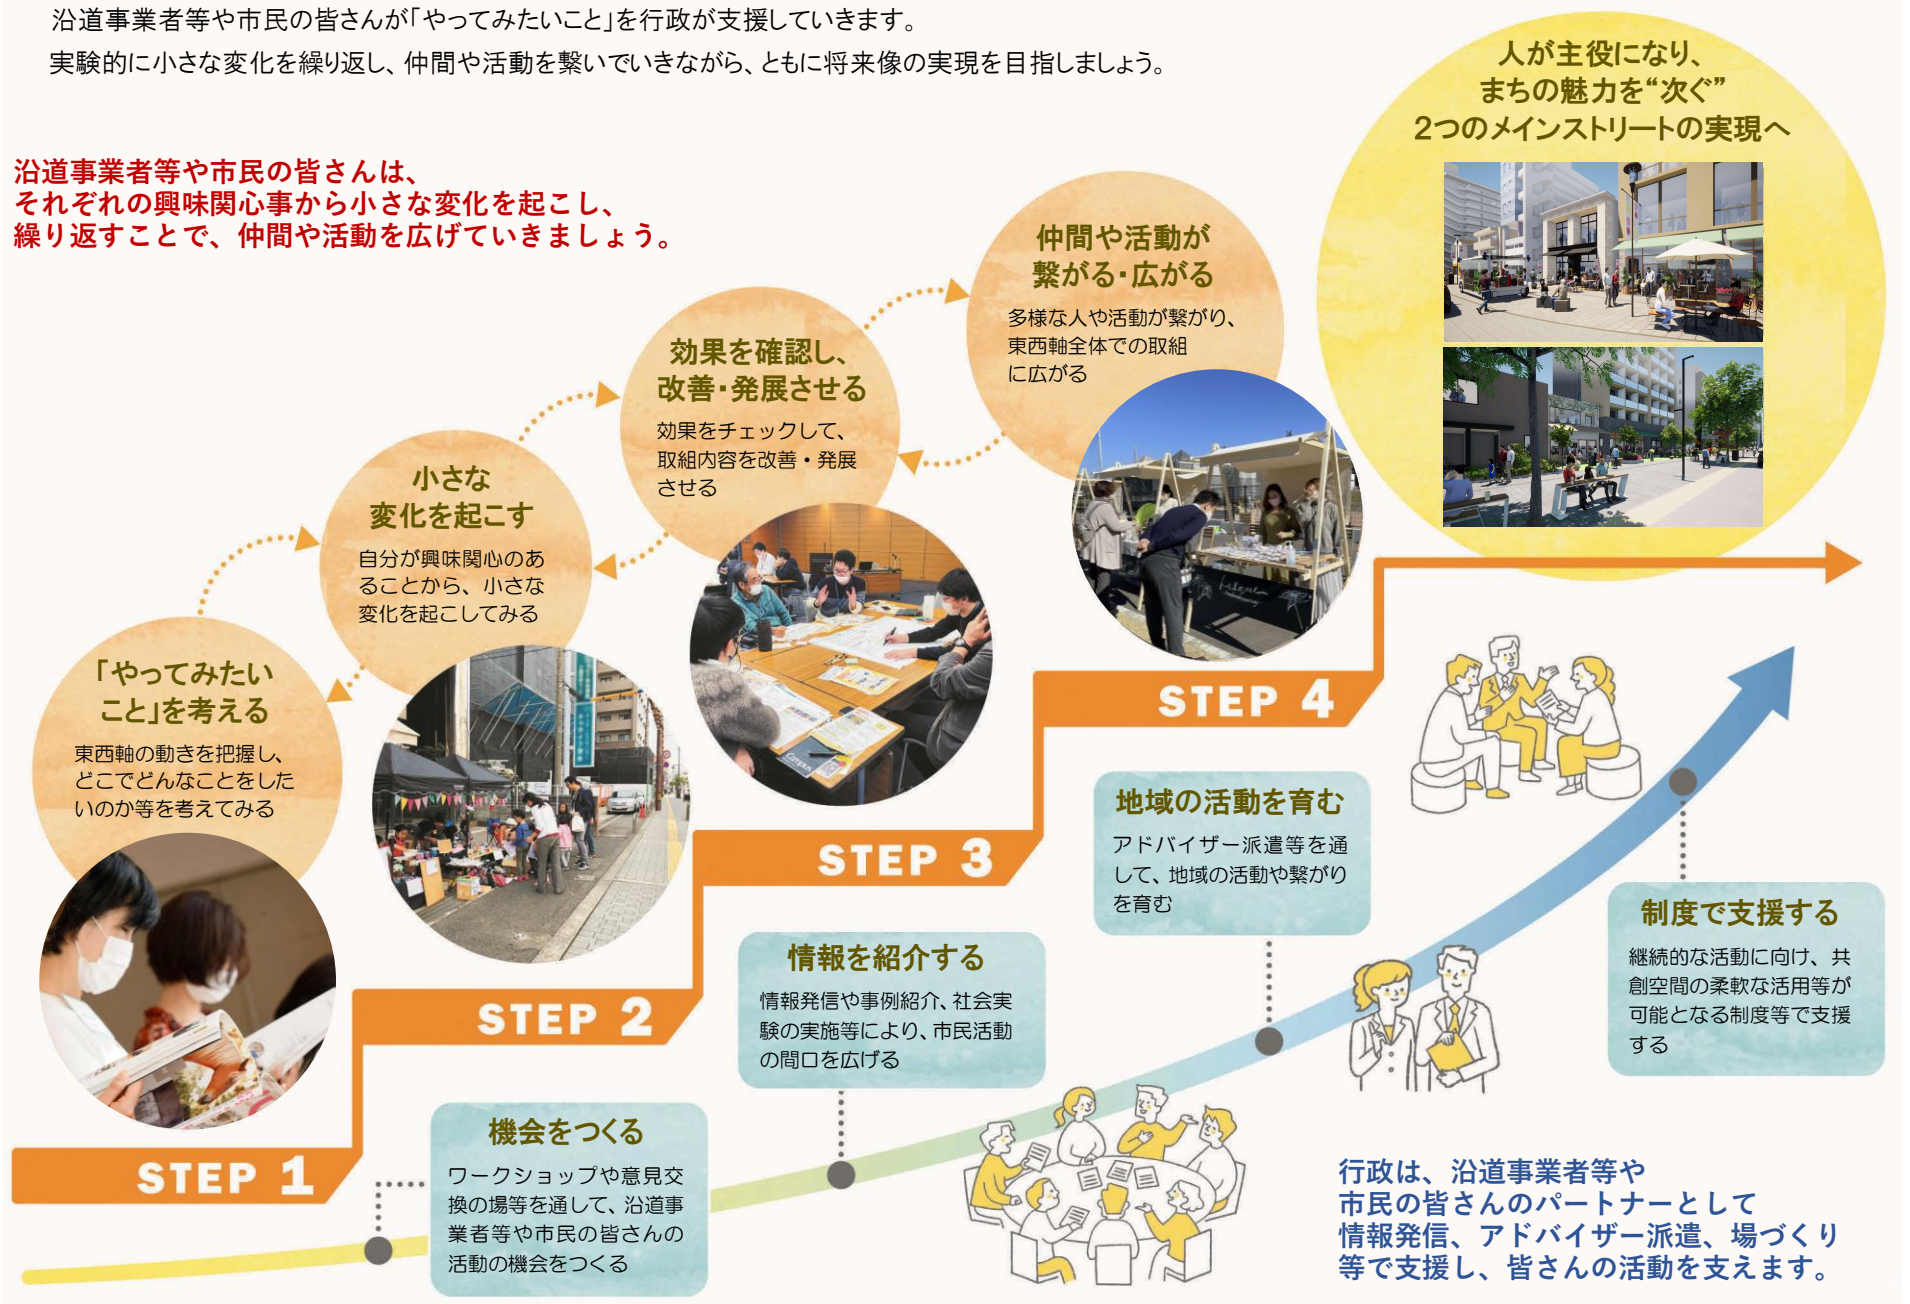 沿道事業者等や市民の皆さんが「やってみたいこと」を行政が支援していきます。
実験的に小さな変化を繰り返し、仲間や活動を繋いでいきながら、ともに将来像の実現を目指しましょう。
人が主役になり、
まちの魅力を“次ぐ”
2つのメインストリートの実現へ
沿道事業者等や市民の皆さんは、
それぞれの興味関心事から小さな変化を起こし、
繰り返すことで、仲間や活動を広げていきましょう。
仲間や活動が
繋がる・広がる
多様な人や活動が繋がり、
東西軸全体での取組
に広がる
効果を確認し、
改善・発展させる
効果をチェックして、
取組内容を改善・発展
させる
小さな
変化を起こす
自分が興味関心のあ
ることから、小さな
変化を起こしてみる
「やってみたい
こと」を考える
東西軸の動きを把握し、
どこでどんなことをした
いのか等を考えてみる
STEP 4
STEP 3
STEP 2
STEP 1
地域の活動を育む
アドバイザー派遣等を通
して、地域の活動や繋がり
を育む
制度で支援する
継続的な活動に向け、共
創空間の柔軟な活用等が
可能となる制度等で支援
する
情報を紹介する
情報発信や事例紹介、社会実
験の実施等により、市民活動
の間口を広げる
機会をつくる
ワークショップや意見交
換の場等を通して、沿道事
業者等や市民の皆さんの
活動の機会をつくる
行政は、沿道事業者等や
市民の皆さんのパートナーとして
情報発信、アドバイザー派遣、場づくり
等で支援し、皆さんの活動を支えます。
Campus